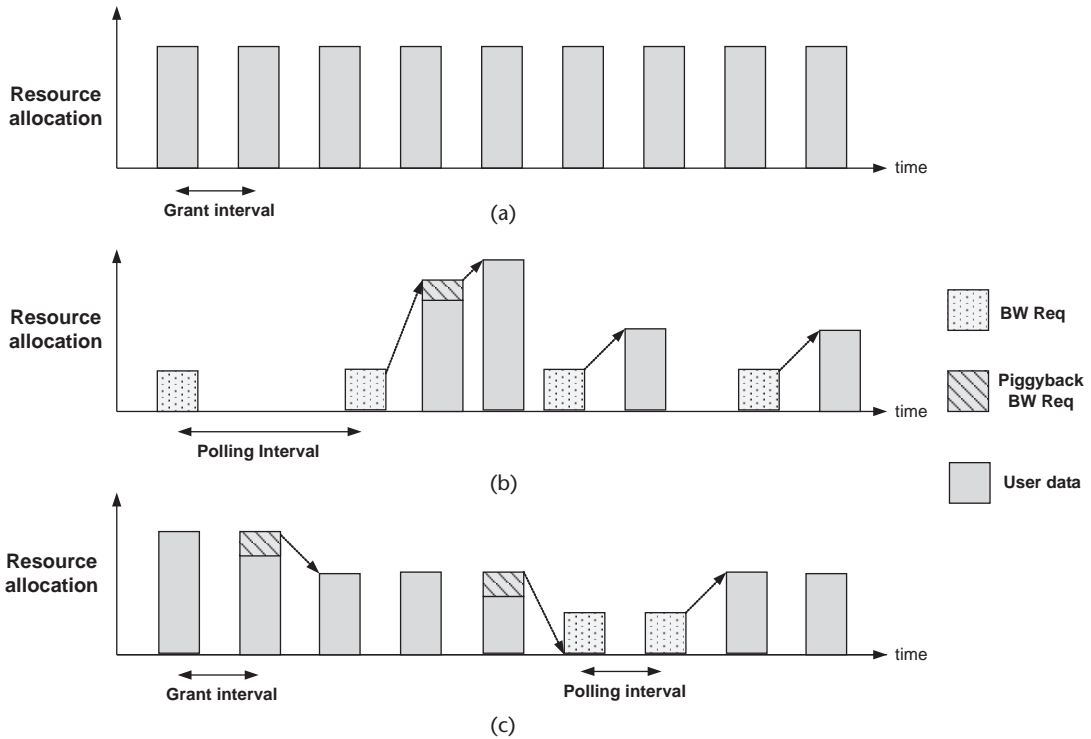 Resource
allocation
time
Grant interval
(a)
Resource
allocation
time
Polling Interval
(b)
BW Req
Piggyback
BW Req
User data
Resource
allocation
time
Grant interval
Polling interval
(c)